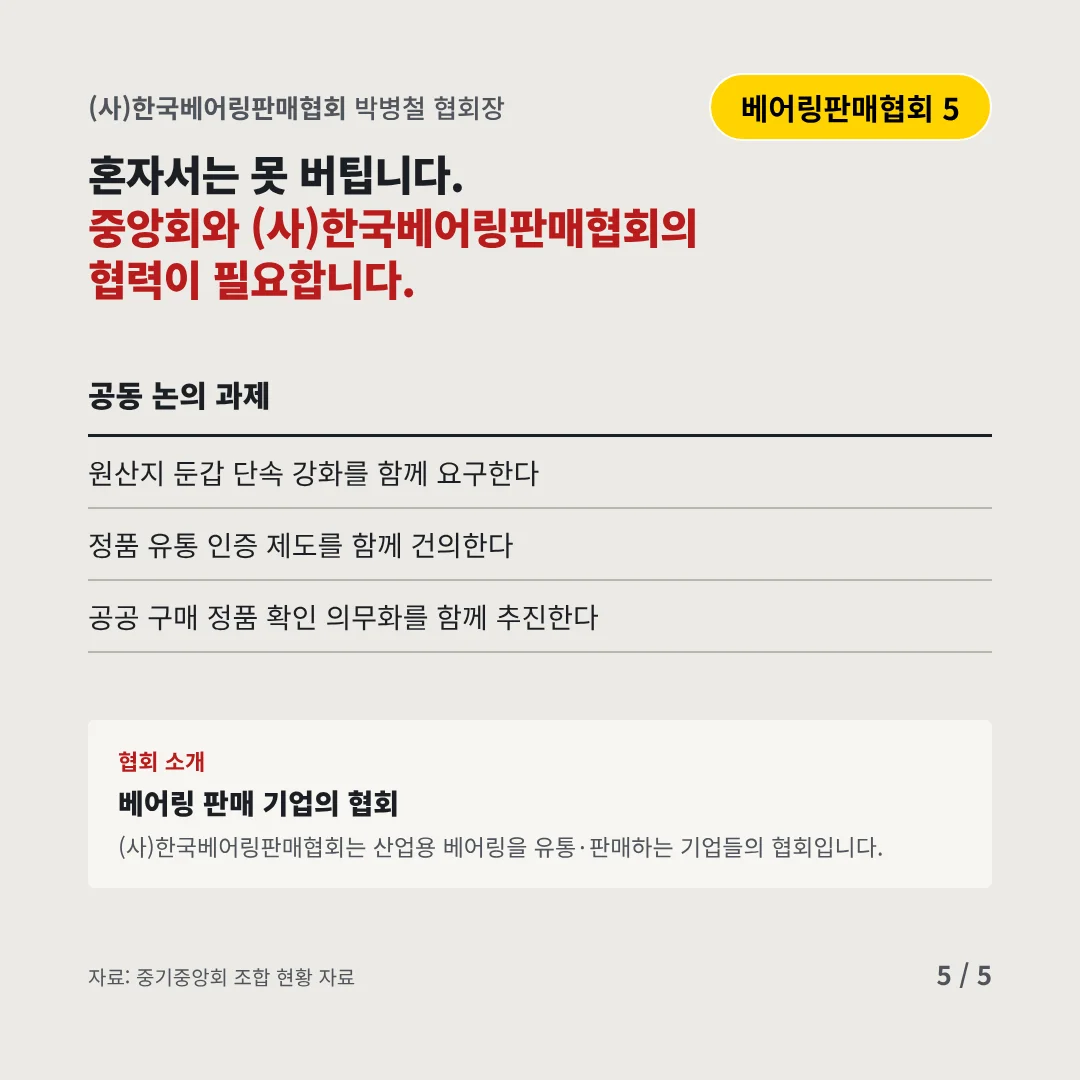 (사)한국베어링판매협회 박병철 협회장
베어링판매협회 5
혼자서는 못 버팁니다.
중앙회와 (사)한국베어링판매협회의
협력이 필요합니다.
공동 논의 과제
원산지 둔갑 단속 강화를 함께 요구한다
정품 유통 인증 제도를 함께 건의한다
공공 구매 정품 확인 의무화를 함께 추진한다
협회 소개
베어링 판매 기업의 협회
(사)한국베어링판매협회는 산업용 베어링을 유통·판매하는 기업들의 협회입니다.
자료: 중기중앙회 조합 현황 자료
5 / 5